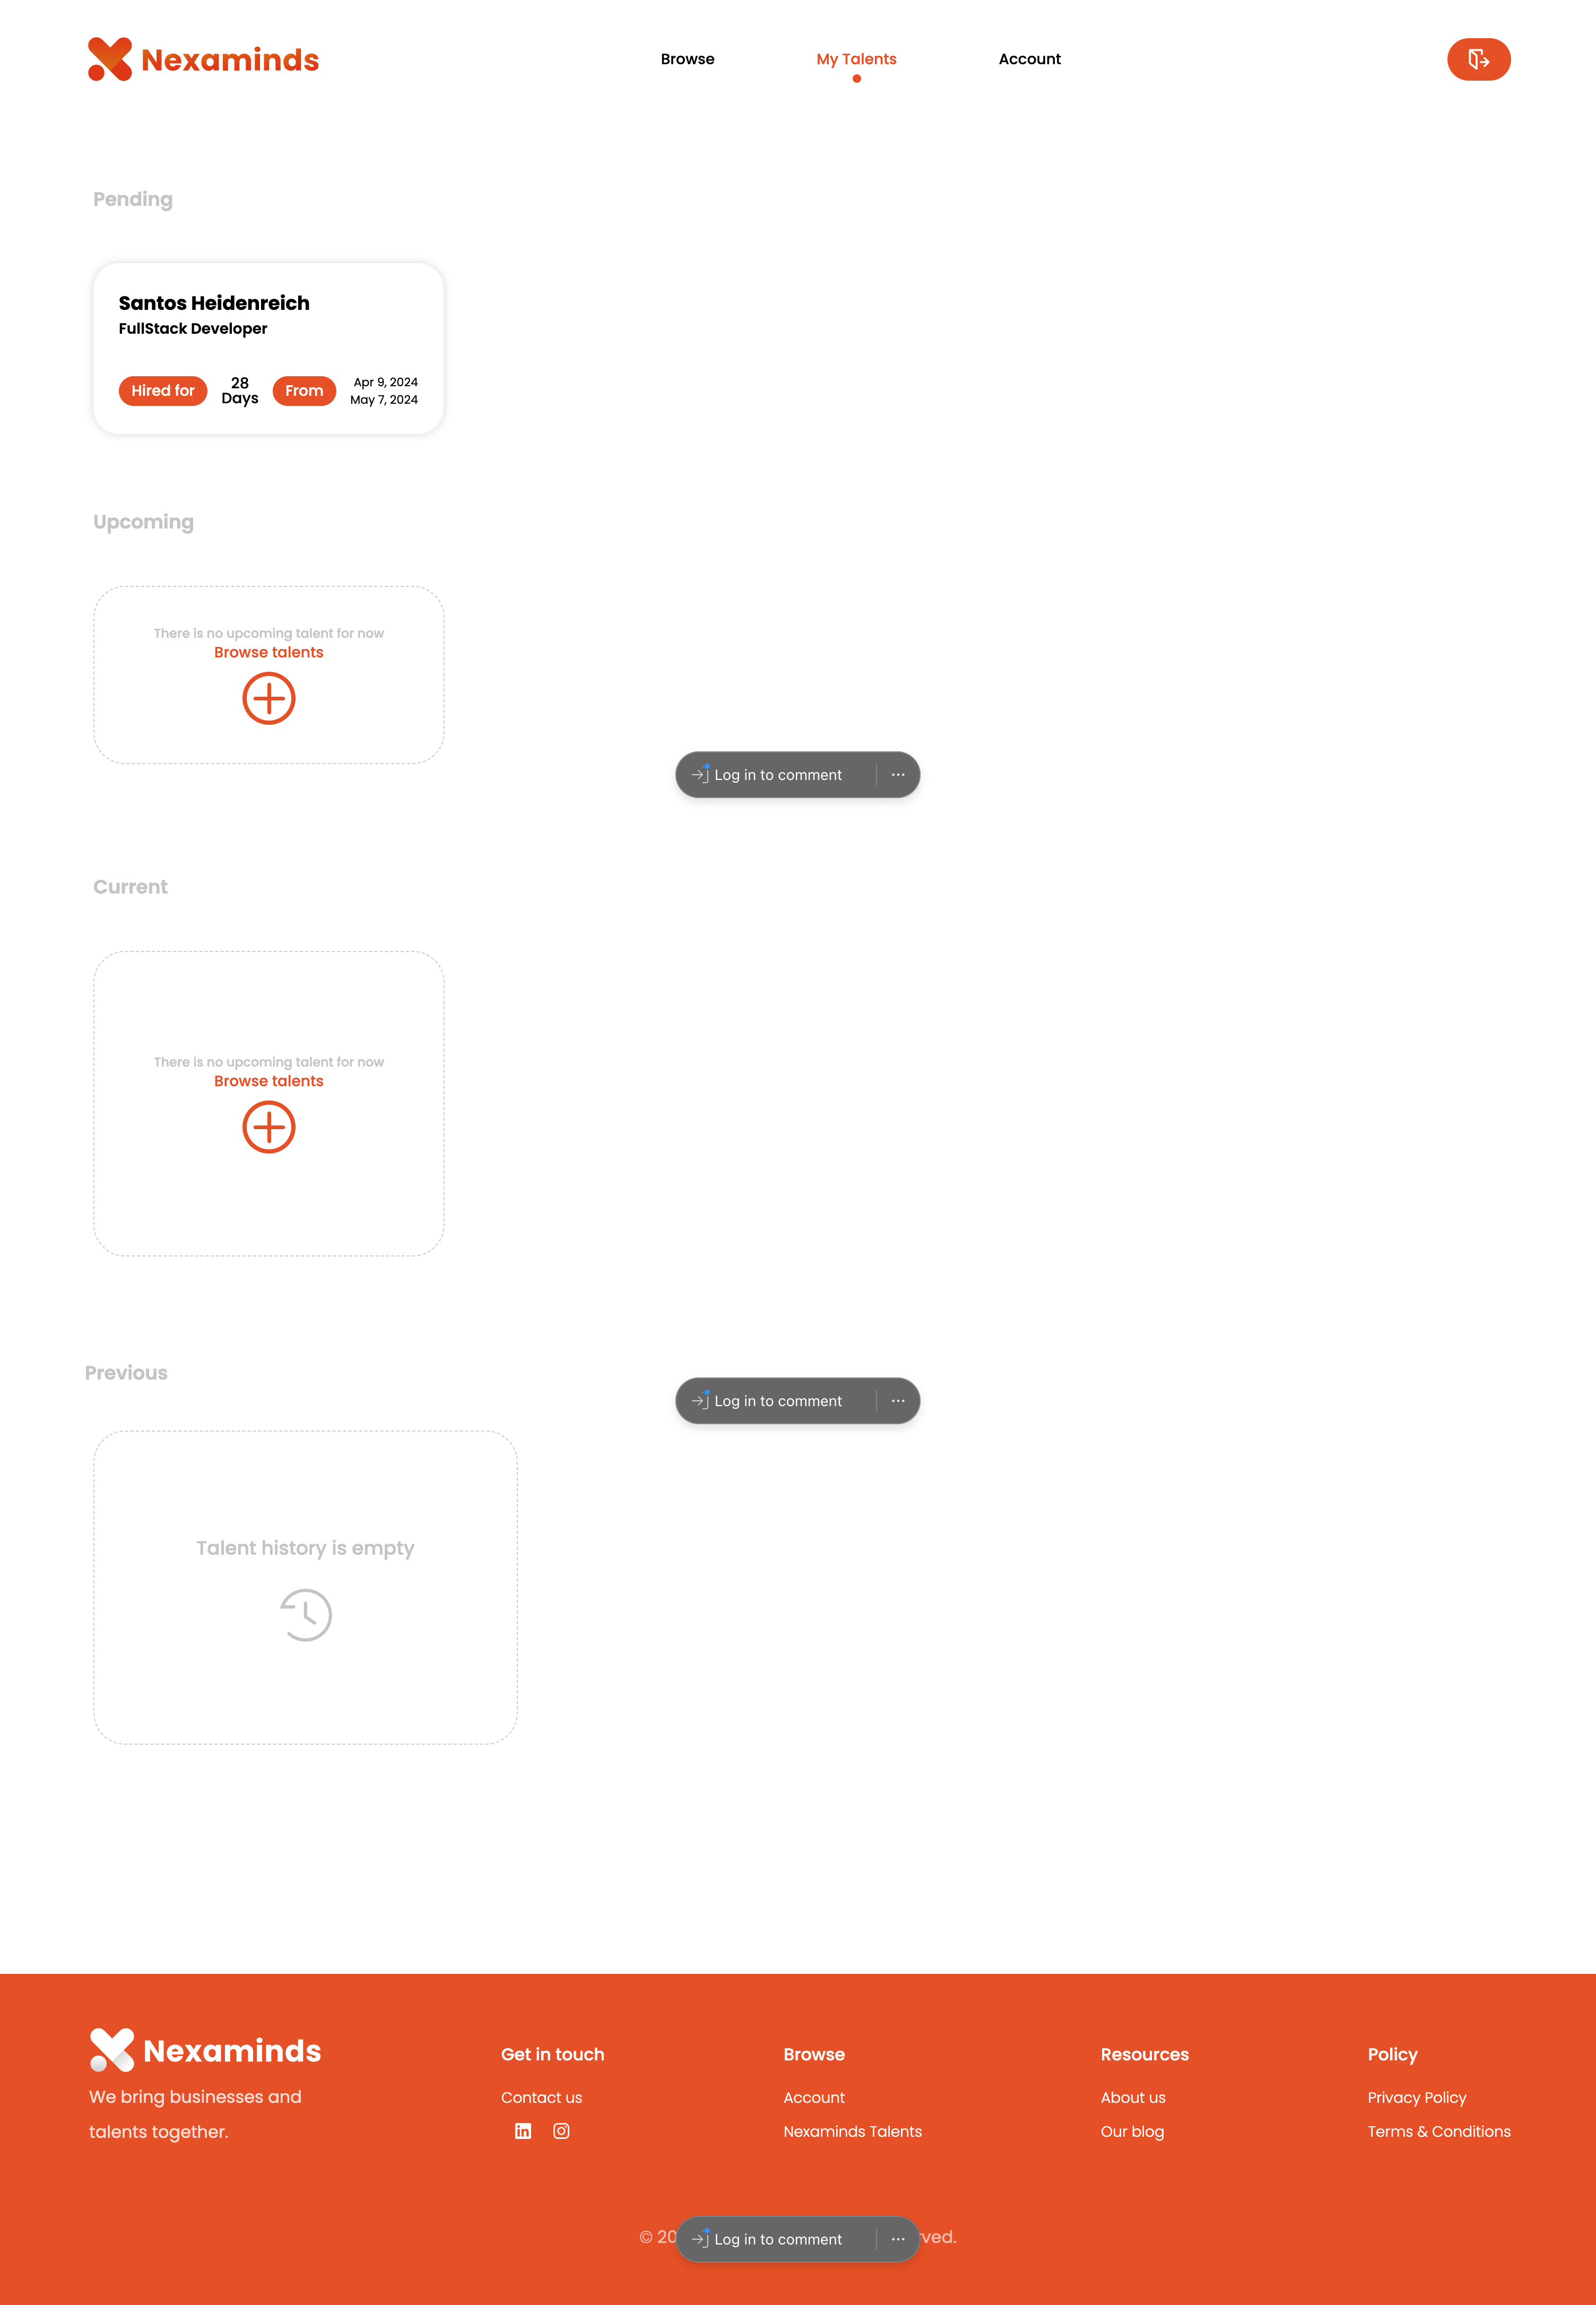 Nexaminds
Browse
My Talents
Account
Pending
Santos Heidenreich
FullStack Developer
Hired for
28
Days
From
Apr 9, 2024
May 7, 2024
Upcoming
There is no upcoming talent for now
Browse talents
Log in to comment
Current
There is no upcoming talent for now
Browse talents
Previous
Log in to comment
Talent history is empty
Nexaminds
We bring businesses and
talents together.
Get in touch
Contact us
Browse
Account
Nexaminds Talents
Resources
About us
Our blog
Policy
Privacy Policy
Terms & Conditions
©
Log in to comment